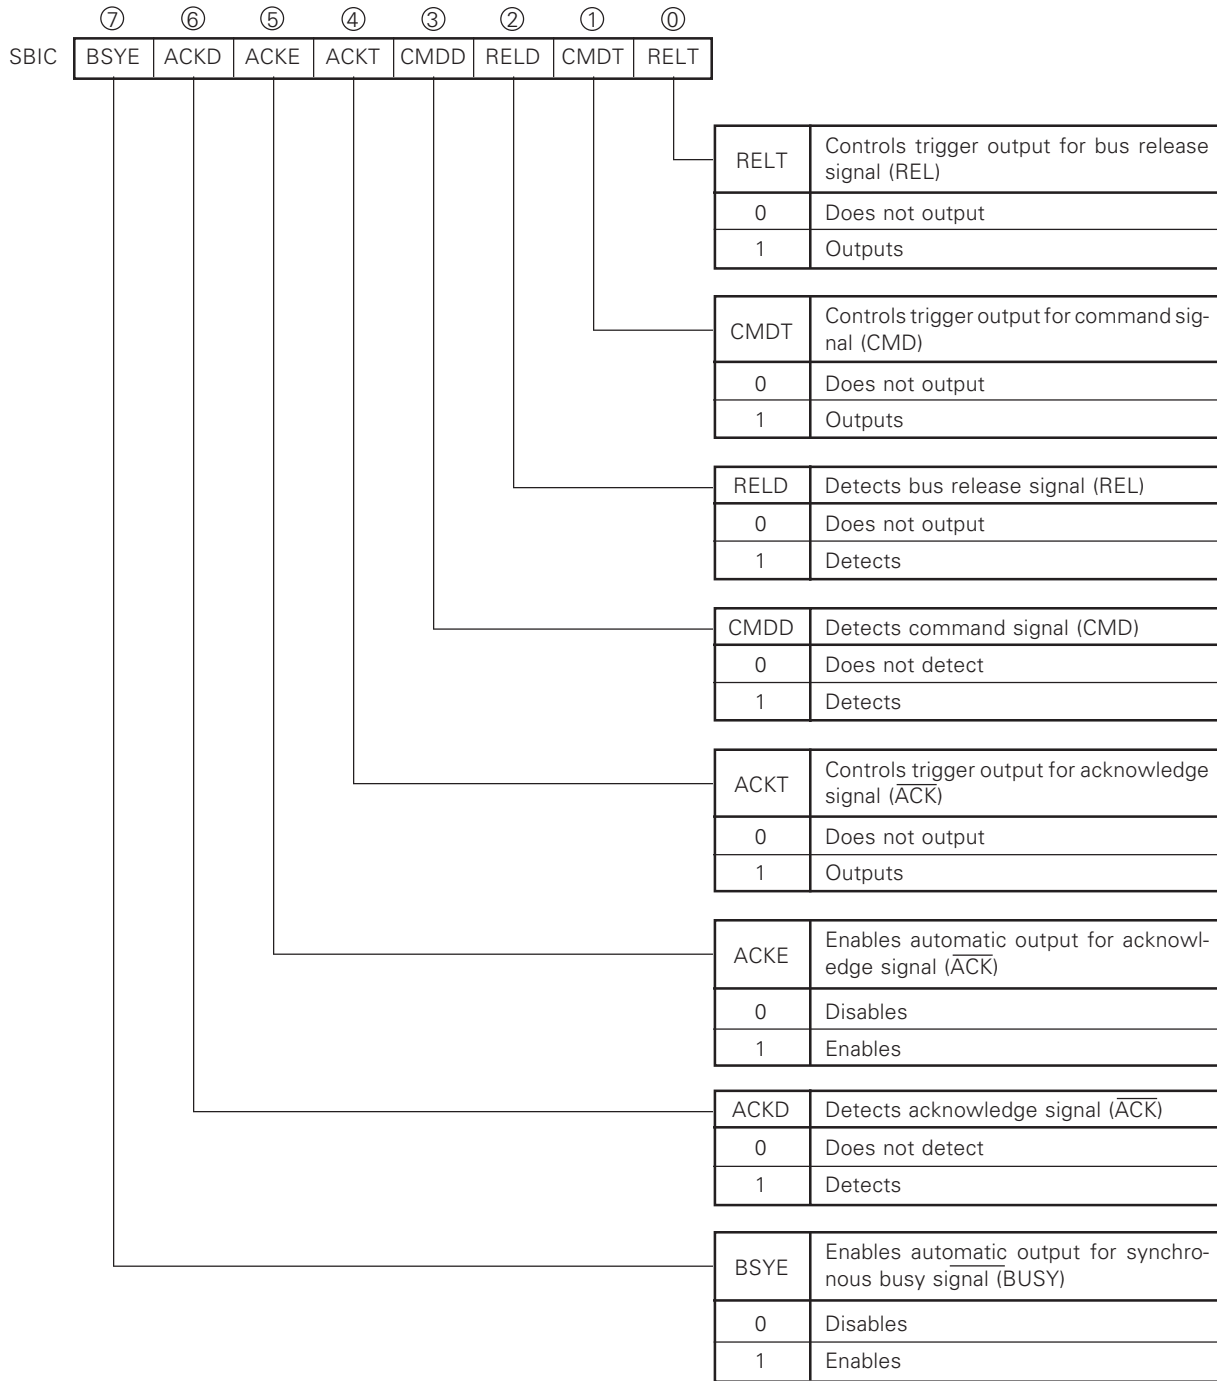 ⑦ ⑥ ⑤ ④ ③ ② ① ⓪
SBIC BSYE ACKD ACKE ACKT CMDD RELD CMDT RELT
RELT Controls trigger output for bus release
signal (REL)
0 Does not output
1 Outputs
CMDT Controls trigger output for command sig-
nal (CMD)
0 Does not output
1 Outputs
RELD Detects bus release signal (REL)
0 Does not output
1 Detects
CMDD Detects command signal (CMD)
0 Does not detect
1 Detects
ACKT Controls trigger output for acknowledge
signal (A̅C̅K̅)
0 Does not output
1 Outputs
ACKE Enables automatic output for acknowl-
edge signal (A̅C̅K̅)
0 Disables
1 Enables
ACKD Detects acknowledge signal (A̅C̅K̅)
0 Does not detect
1 Detects
BSYE Enables automatic output for synchro-
nous busy signal (B̅U̅S̅Y̅)
0 Disables
1 Enables